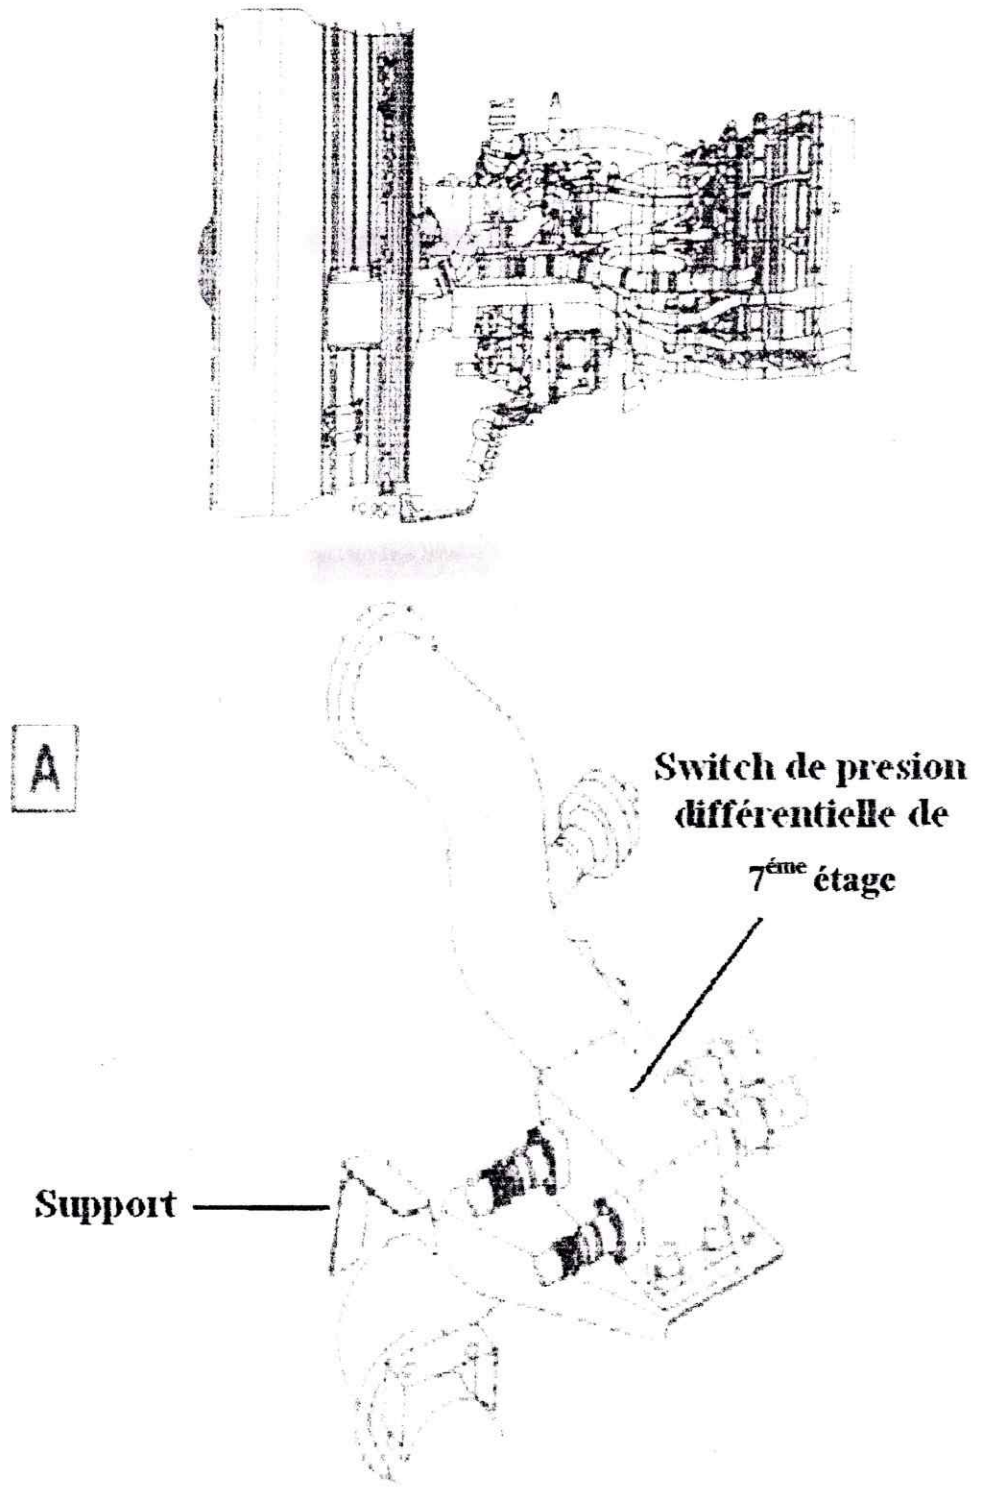 A
Switch de presion
différentielle de
7éme étage
Support